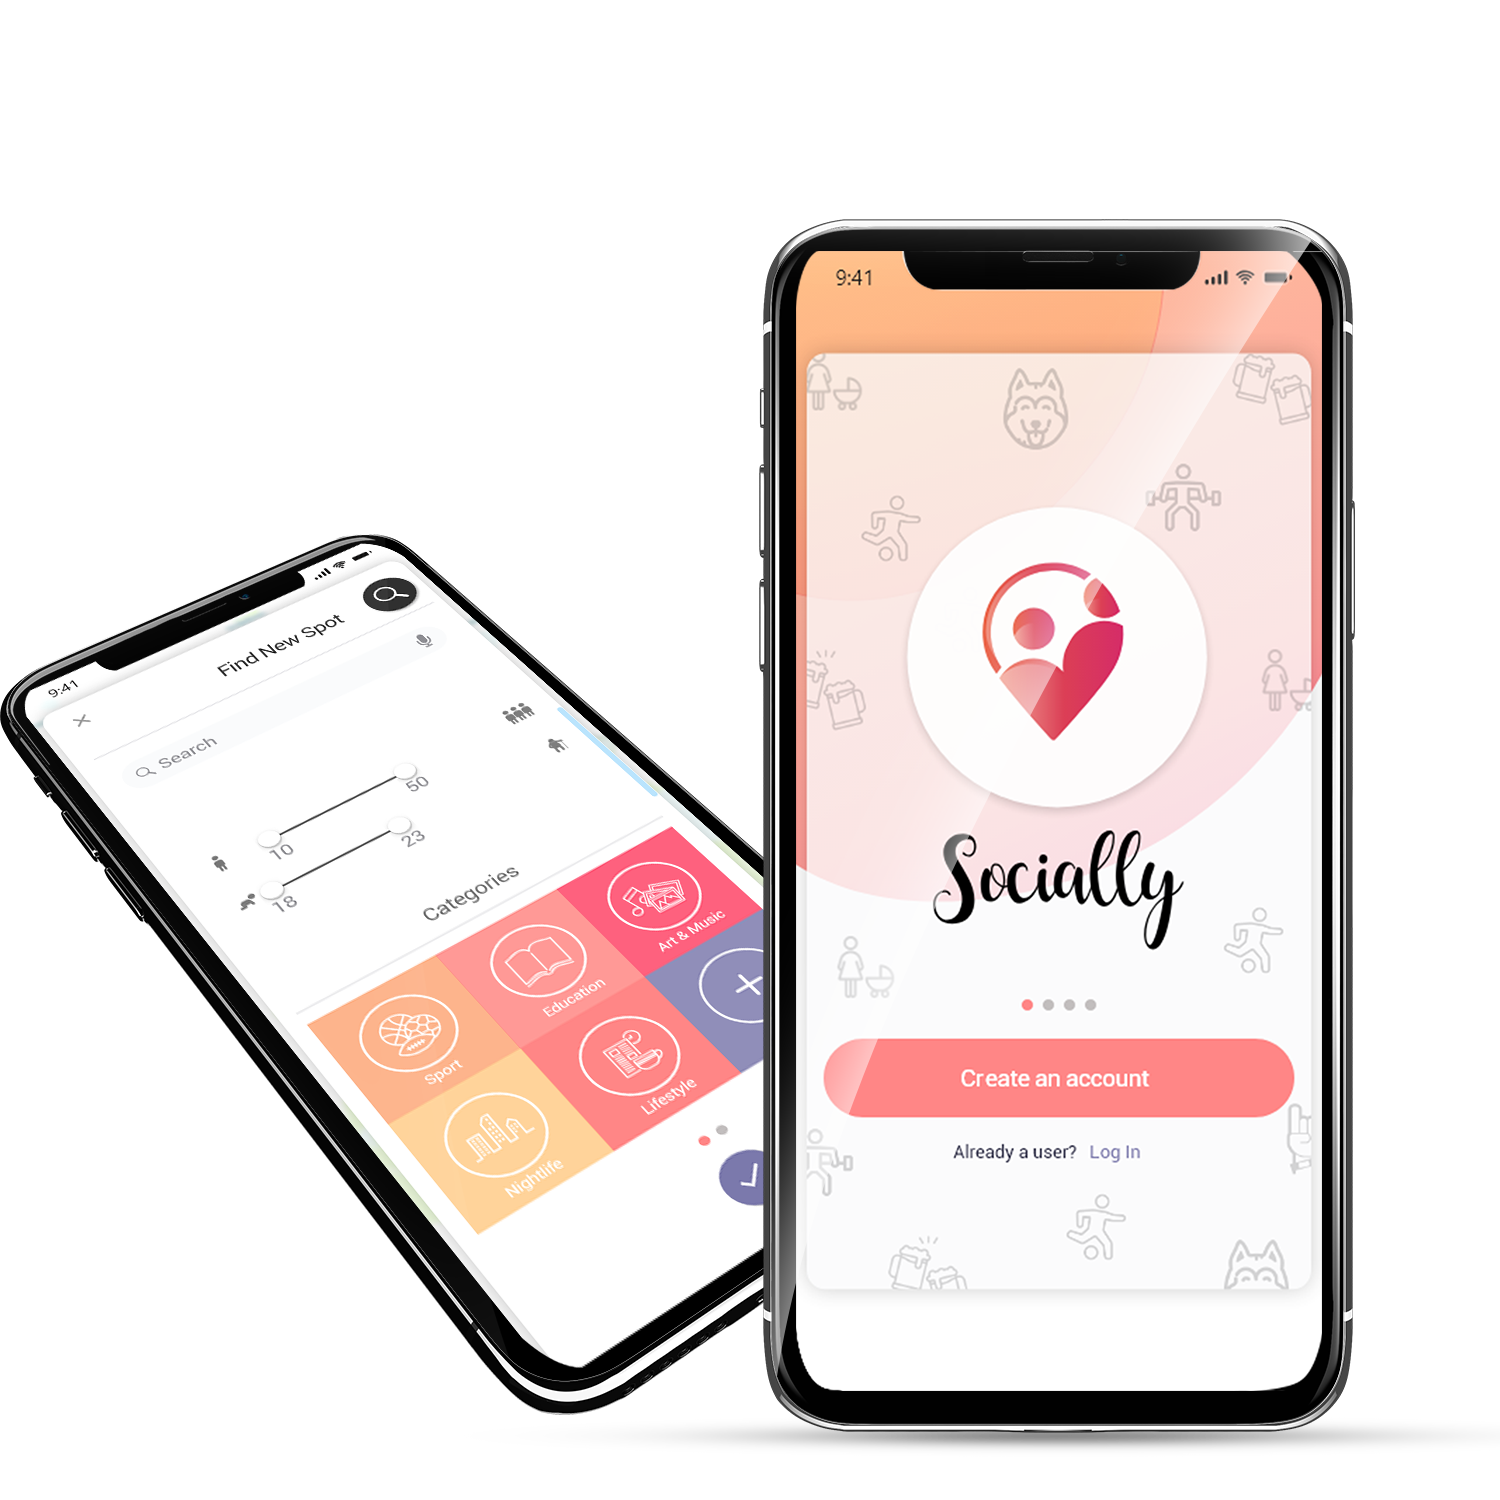 9:41
Find New Spot
Search
50
10
23
18
Categories
Art & Music
Education
Sport
Lifestyle
Nightlife
9:41
Socially
Create an account
Already a user? Log In